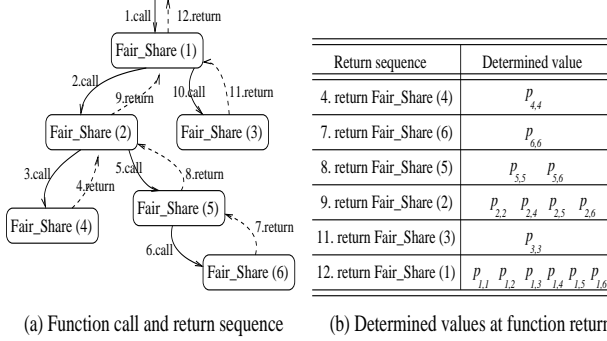 1.call
12.return
Fair_Share (1)
2.call
9.return
10.call
11.return
Fair_Share (2)
Fair_Share (3)
3.call
4.return
5.call
8.return
Fair_Share (4)
Fair_Share (5)
6.call
7.return
Fair_Share (6)
(a) Function call and return sequence
Return sequence Determined value
4. return Fair_Share (4) p4,4
7. return Fair_Share (6) p6,6
8. return Fair_Share (5) p5,5 p5,6
9. return Fair_Share (2) p2,2 p2,4 p2,5 p2,6
11. return Fair_Share (3) p3,3
12. return Fair_Share (1) p1,1 p1,2 p1,3 p1,4 p1,5 p1,6
(b) Determined values at function return